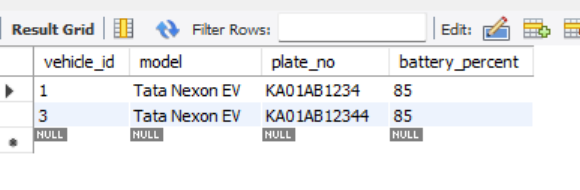 Result Grid Filter Rows: Edit:
vehicle_id model plate_no battery_percent
1 Tata Nexon EV KA01AB1234 85
3 Tata Nexon EV KA01AB12344 85
NULL NULL NULL NULL